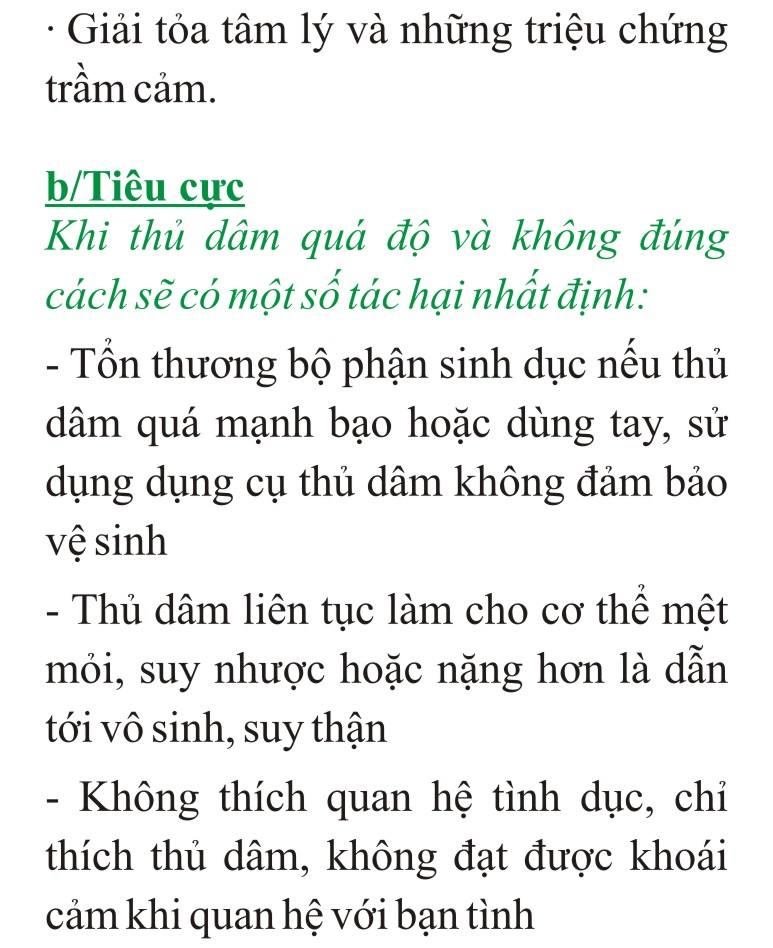 · Giải tỏa tâm lý và những triệu chứng
trầm cảm.
b/Tiêu cực
Khi thủ dâm quá độ và không đúng
cách sẽ có một số tác hại nhất định:
- Tổn thương bộ phận sinh dục nếu thủ
dâm quá mạnh bạo hoặc dùng tay, sử
dụng dụng cụ thủ dâm không đảm bảo
vệ sinh
- Thủ dâm liên tục làm cho cơ thể mệt
mỏi, suy nhược hoặc nặng hơn là dẫn
tới vô sinh, suy thận
- Không thích quan hệ tình dục, chỉ
thích thủ dâm, không đạt được khoái
cảm khi quan hệ với bạn tình